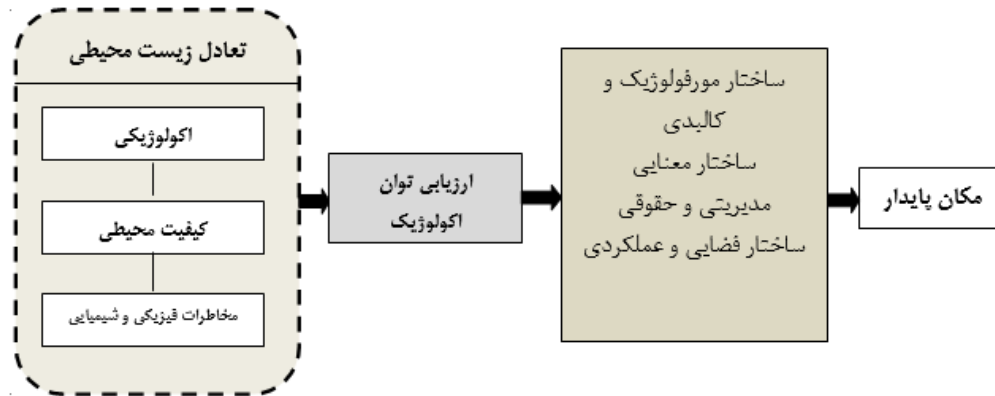 تعادل زیست محیطی
اکولوژیکی
کیفیت محیطی
مخاطرات قیزیکی و شیمیایی
ارزیابی توان
اکولوژیک
ساختار مورفولوژیک و
کالبدی
ساختار معنایی
مدیریتی و حقوقی
ساختار فضایی و عملکردی
مکان پایدار